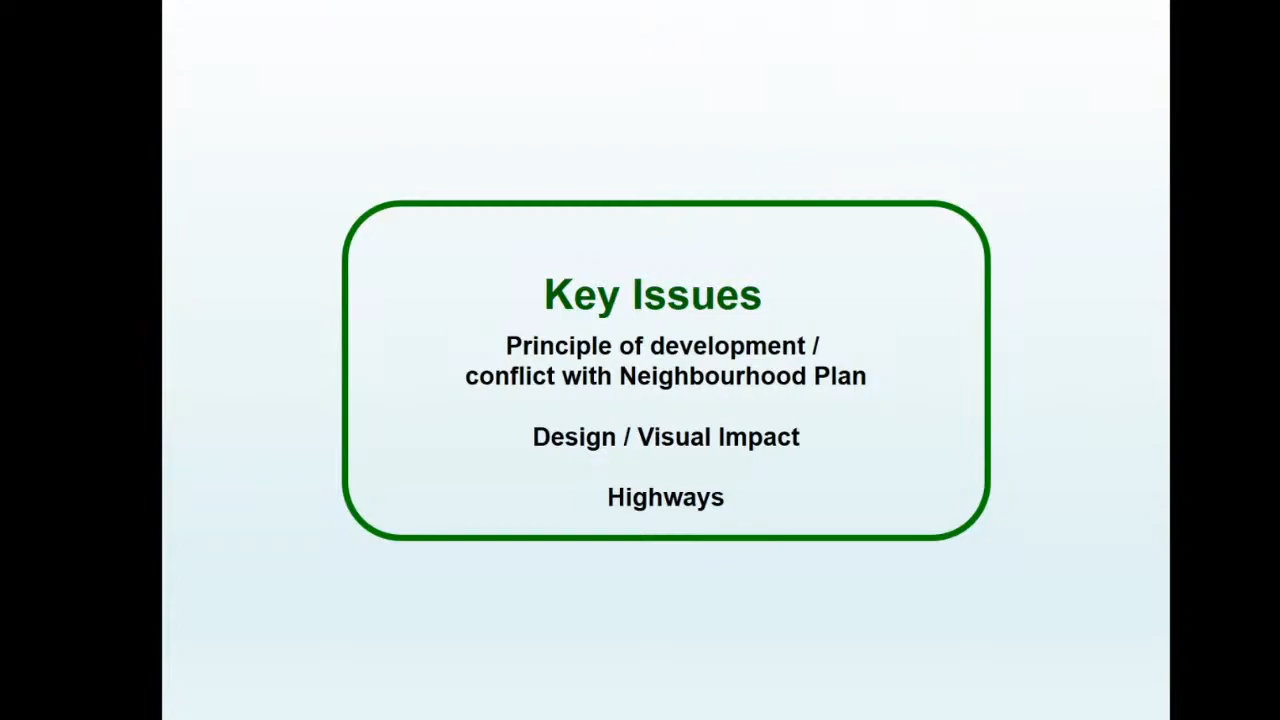 Key Issues
Principle of development /
conflict with Neighbourhood Plan
Design / Visual Impact
Highways